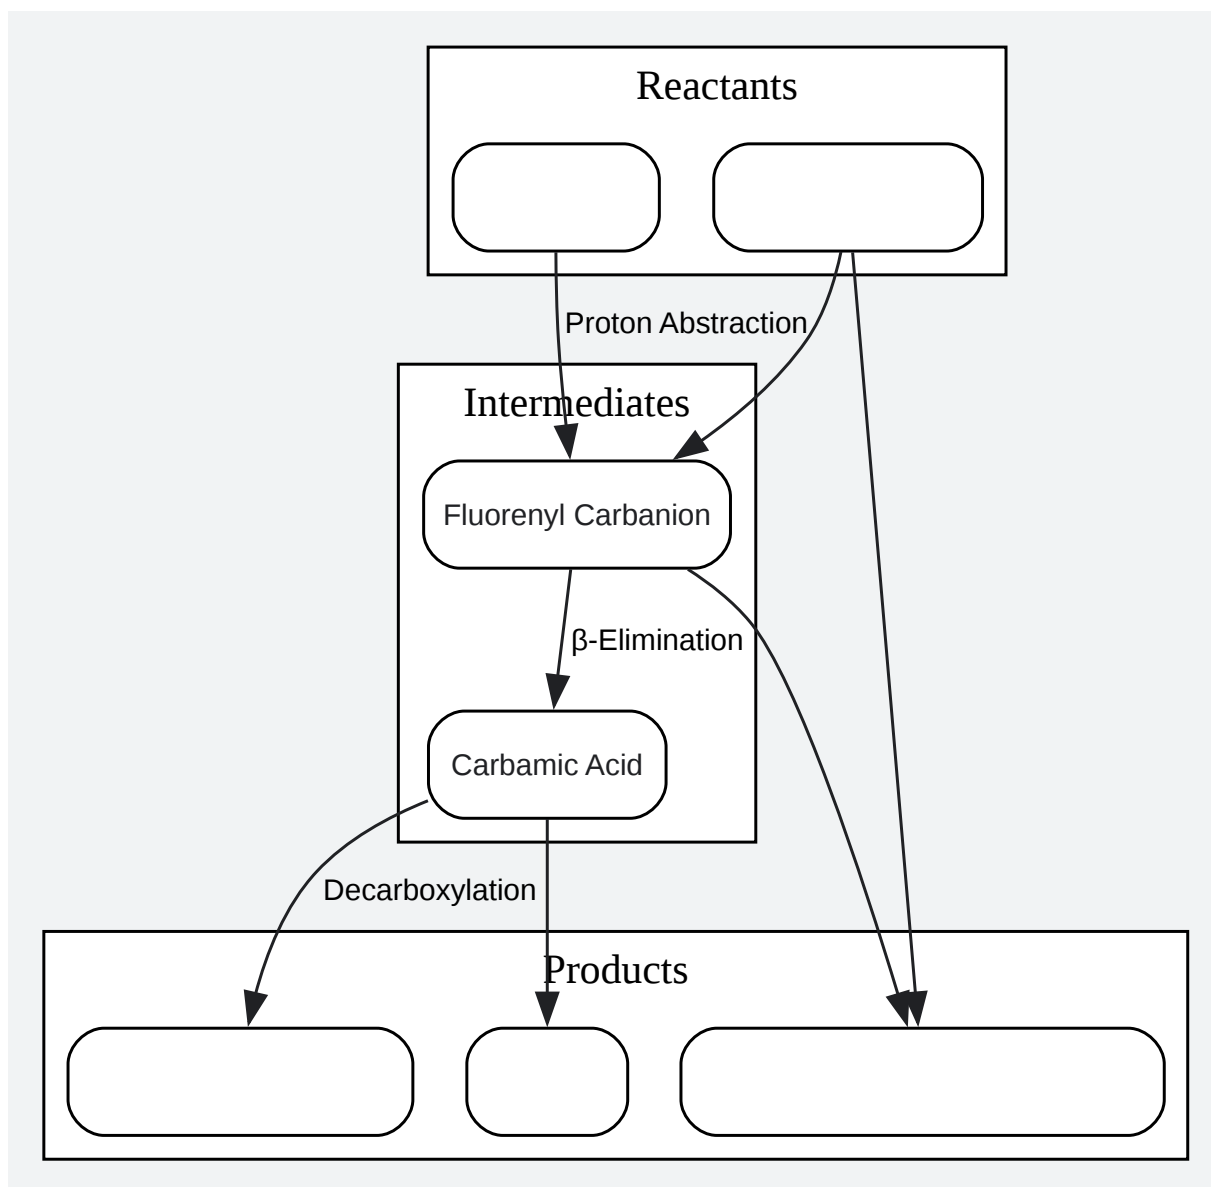 Reactants
Proton Abstraction
Intermediates
Fluorenyl Carbanion
β-Elimination
Carbamic Acid
Decarboxylation
Products